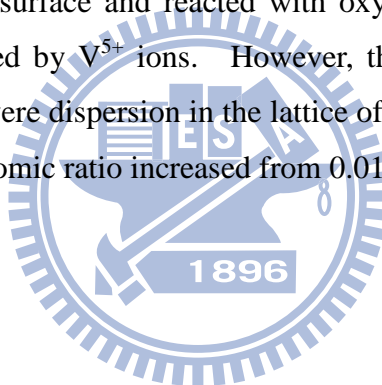 surface and reacted with oxy
ed by V⁵⁺ ions. However, th
ere dispersion in the lattice of
omic ratio increased from 0.01
ESA
1896